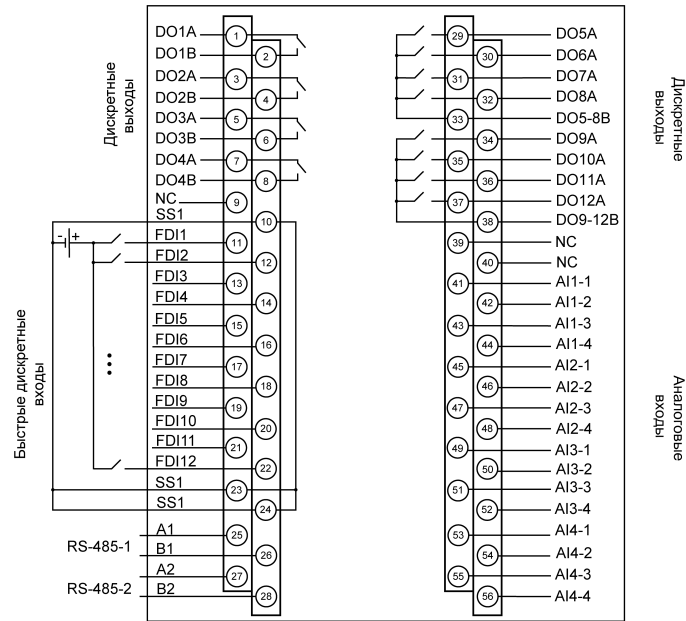 Дискретные
выходы
DO1A 1
DO1B 2
DO2A 3
DO2B 4
DO3A 5
DO3B 6
DO4A 7
DO4B 8
NC 9
SS1 10
- +
Быстрые дискретные
входы
FDI1 11
FDI2 12
FDI3 13
FDI4 14
FDI5 15
FDI6 16
FDI7 17
FDI8 18
FDI9 19
FDI10 20
FDI11 21
FDI12 22
SS1 23
SS1 24
RS-485-1
A1 25
B1 26
RS-485-2
A2 27
B2 28
29 DO5A
30 DO6A
31 DO7A
32 DO8A
33 DO5-8B
34 DO9A
35 DO10A
36 DO11A
37 DO12A
38 DO9-12B
Дискретные
выходы
39 NC
40 NC
41 AI1-1
42 AI1-2
43 AI1-3
44 AI1-4
45 AI2-1
46 AI2-2
47 AI2-3
48 AI2-4
49 AI3-1
50 AI3-2
51 AI3-3
52 AI3-4
53 AI4-1
54 AI4-2
55 AI4-3
56 AI4-4
Аналоговые
входы